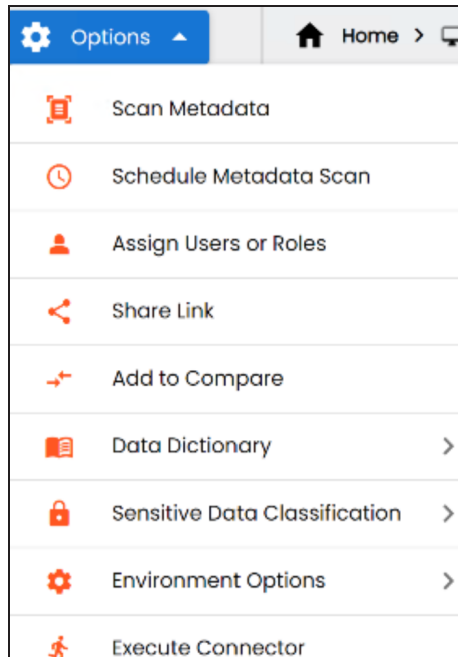 Options Home >
Scan Metadata
Schedule Metadata Scan
Assign Users or Roles
Share Link
Add to Compare
Data Dictionary
Sensitive Data Classification
Environment Options
Execute Connector